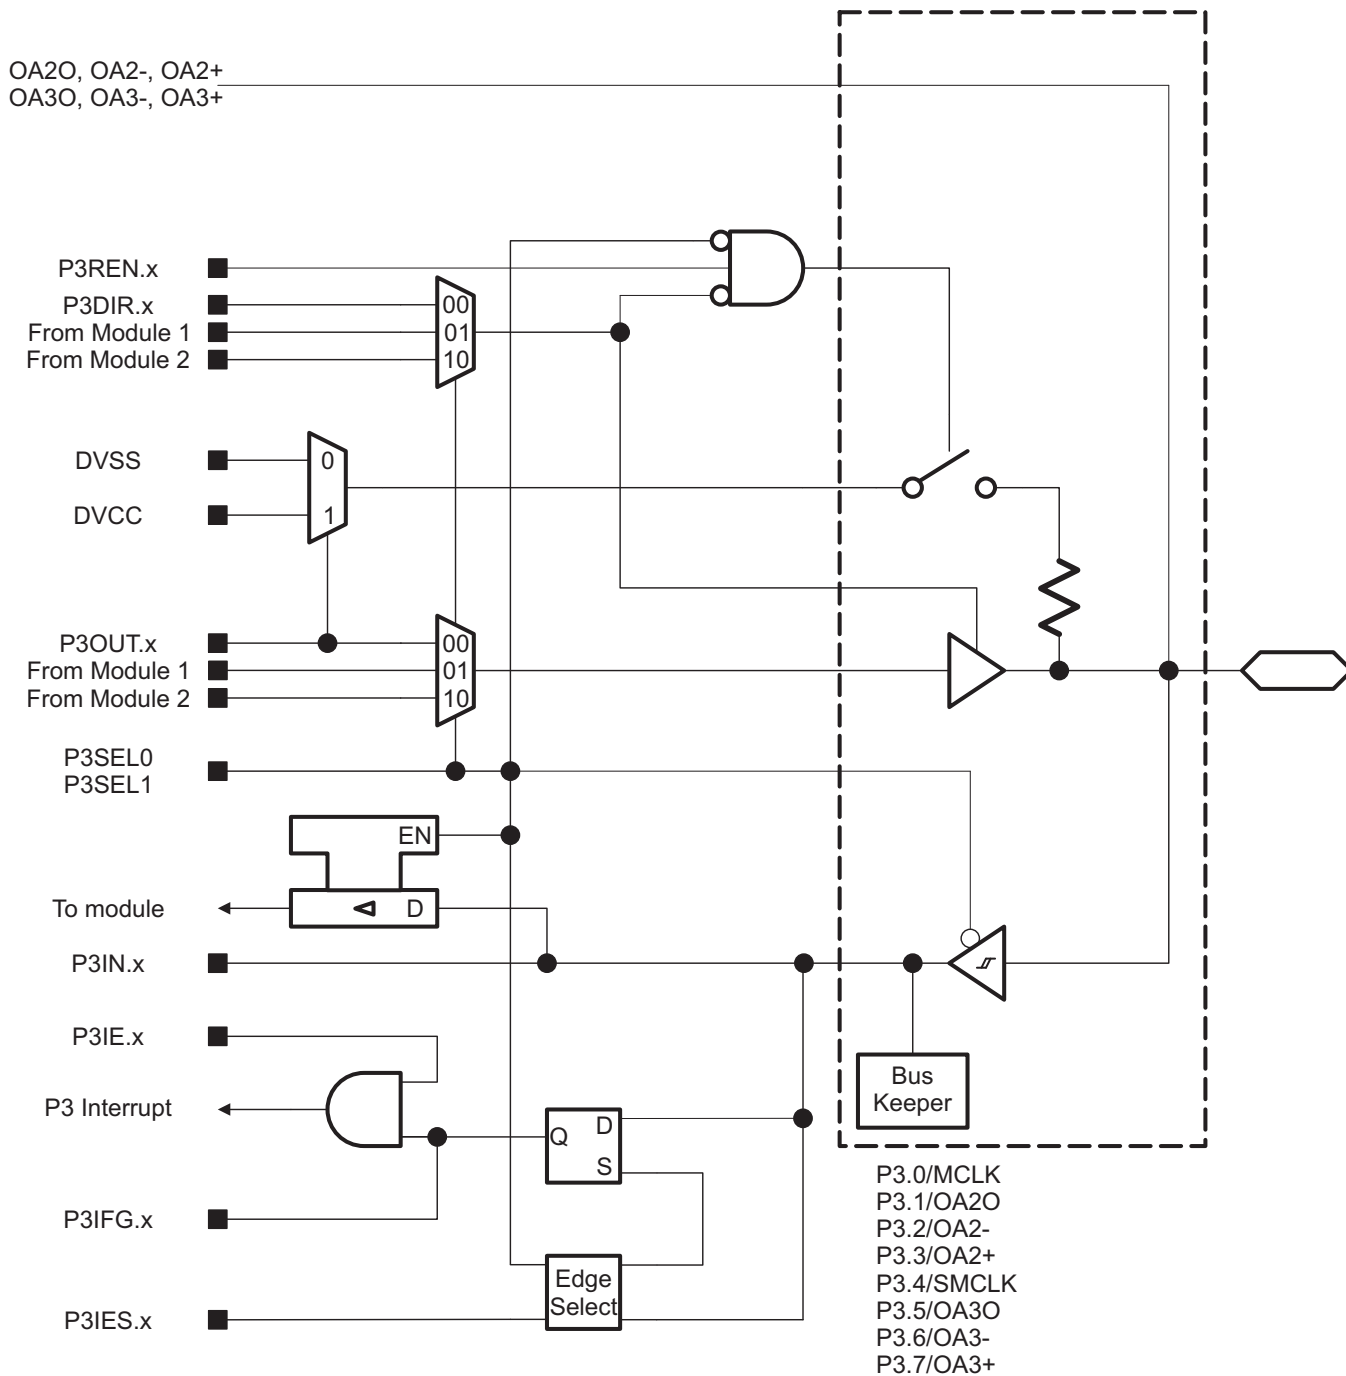 OA2O, OA2-, OA2+
OA3O, OA3-, OA3+
P3REN.x
P3DIR.x
From Module 1
From Module 2
00
01
10
DVSS
DVCC
0
1
P3OUT.x
From Module 1
From Module 2
00
01
10
P3SEL0
P3SEL1
EN
D
To module
P3IN.x
P3IE.x
P3 Interrupt
Q
D
S
Bus
Keeper
P3IFG.x
Edge
Select
P3IES.x
P3.0/MCLK
P3.1/OA2O
P3.2/OA2-
P3.3/OA2+
P3.4/SMCLK
P3.5/OA3O
P3.6/OA3-
P3.7/OA3+